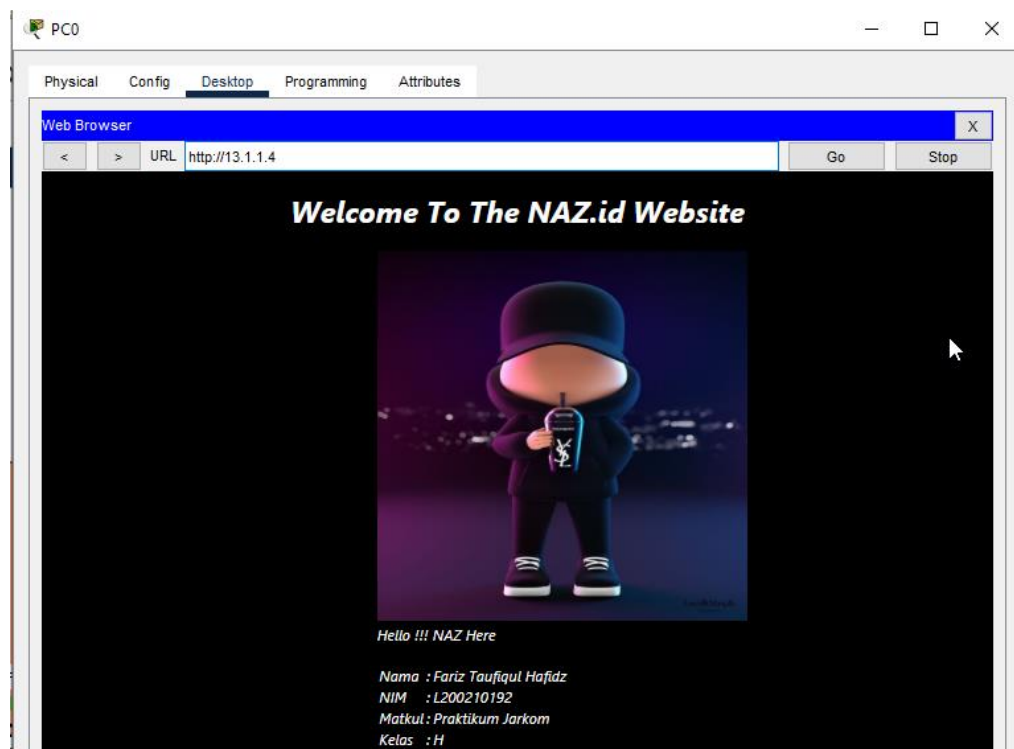 PC0
Physical Config Desktop Programming Attributes
Web Browser X
< > URL http://13.1.1.4 Go Stop
Welcome To The NAZ.id Website
Hello !!! NAZ Here
Nama : Fariz Taufiqul Hafidz
NIM : L200210192
Matkul : Praktikum Jarkom
Kelas : H